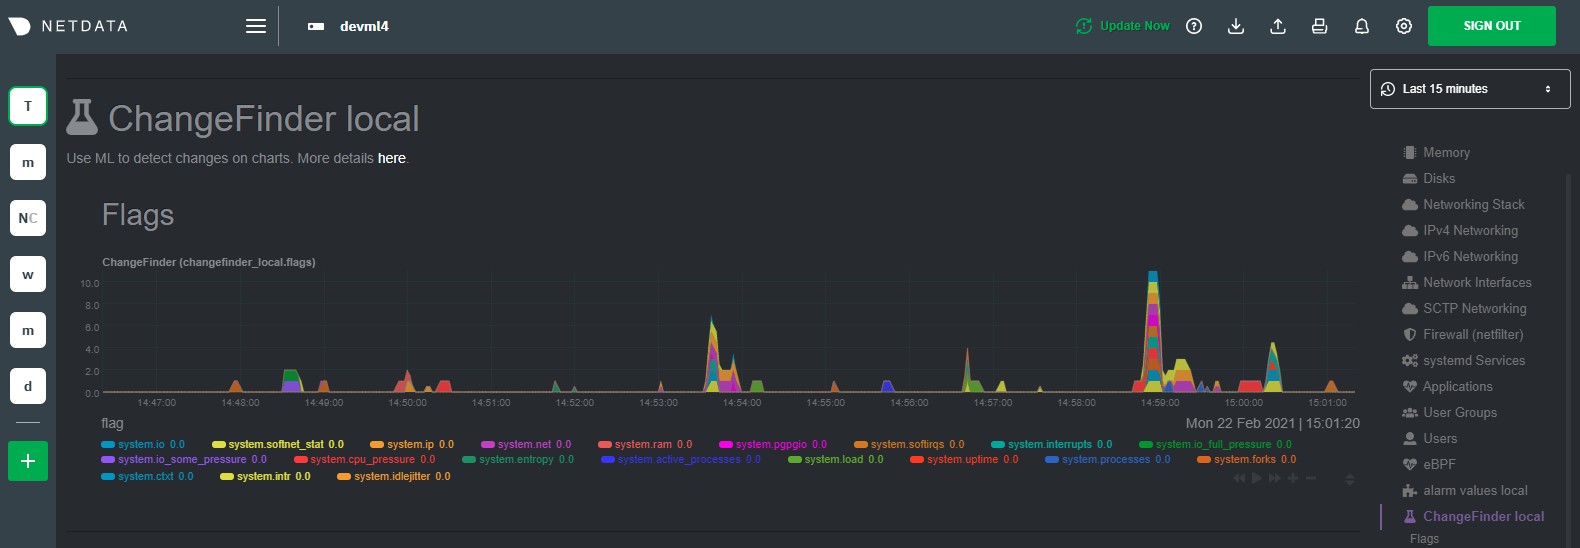 NETDATA
devml4
Update Now
SIGN OUT
T
m
NC
w
m
d
+
ChangeFinder local
Use ML to detect changes on charts. More details here.
Flags
ChangeFinder (changefinder_local.flags)
10.0
8.0
6.0
4.0
2.0
0.0
14:47:00 14:48:00 14:49:00 14:50:00 14:51:00 14:52:00 14:53:00 14:54:00 14:55:00 14:56:00 14:57:00 14:58:00 14:59:00 15:00:00 15:01:00
flag Mon 22 Feb 2021 | 15:01:20
system.io 0.0 system.softnet_stat 0.0 system.ip 0.0 system.net 0.0 system.ram 0.0 system.pgpgio 0.0 system.softirqs 0.0 system.interrupts 0.0 system.io_full_pressure 0.0
system.io_some_pressure 0.0 system.cpu_pressure 0.0 system.entropy 0.0 system.active_processes 0.0 system.load 0.0 system.uptime 0.0 system.processes 0.0 system.forks 0.0
system.ctxt 0.0 system.intr 0.0 system.idlejitter 0.0
Last 15 minutes
Memory
Disks
Networking Stack
IPv4 Networking
IPv6 Networking
Network Interfaces
SCTP Networking
Firewall (netfilter)
systemd Services
Applications
User Groups
Users
eBPF
alarm values local
ChangeFinder local
Flags